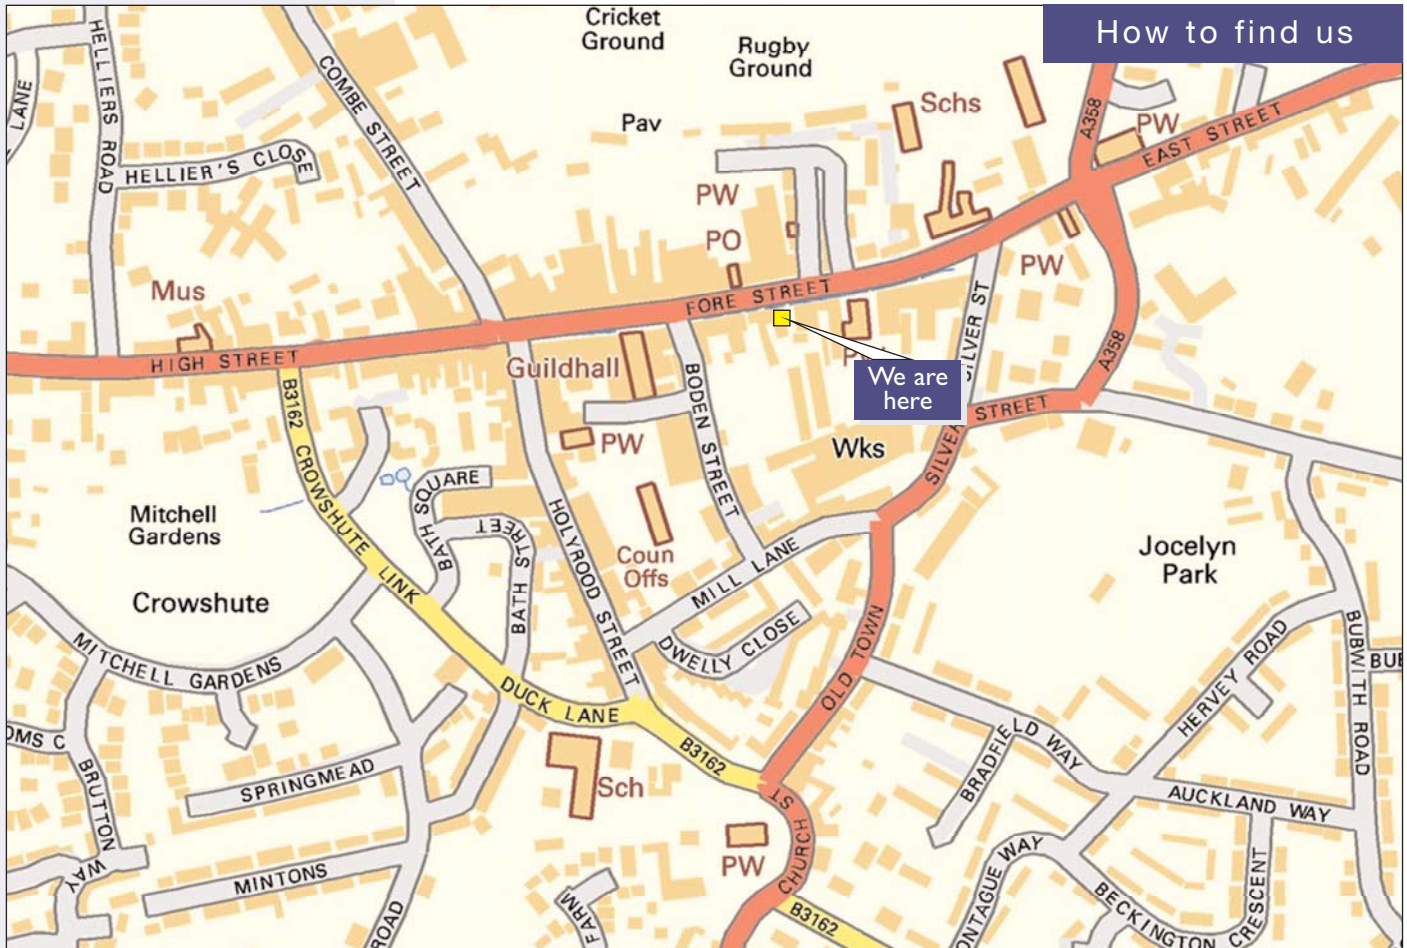 How to find us
Cricket
Ground
Rugby
Ground
Pav
Schs
PW
A358
EAST STREET
HELLIERS ROAD
LANE
COMBE STREET
HELLIER'S CLOSE
PW
PO
PW
Mus
FORE STREET
SILVER ST
HIGH STREET
Guildhall
We are
here
A358
B3162
BODEN STREET
SILVER STREET
PW
Wks
CROWSHUTE LINK
BATH SQUARE
BATH STREET
HOLYROOD STREET
Mitchell
Gardens
Coun
Offs
MILL LANE
Jocelyn
Park
Crowshute
DWELLY CLOSE
OLD TOWN
MITCHELL GARDENS
HERVEY ROAD
BUBWITH ROAD
DUCK LANE
B3162
BRADFIELD WAY
BRUTTON
WAY
SPRINGMEAD
Sch
AUCKLAND WAY
CHURCH ST
PW
MINTONS
WAY
BECKINGTON CRESCENT
ROAD
FARM
B3162